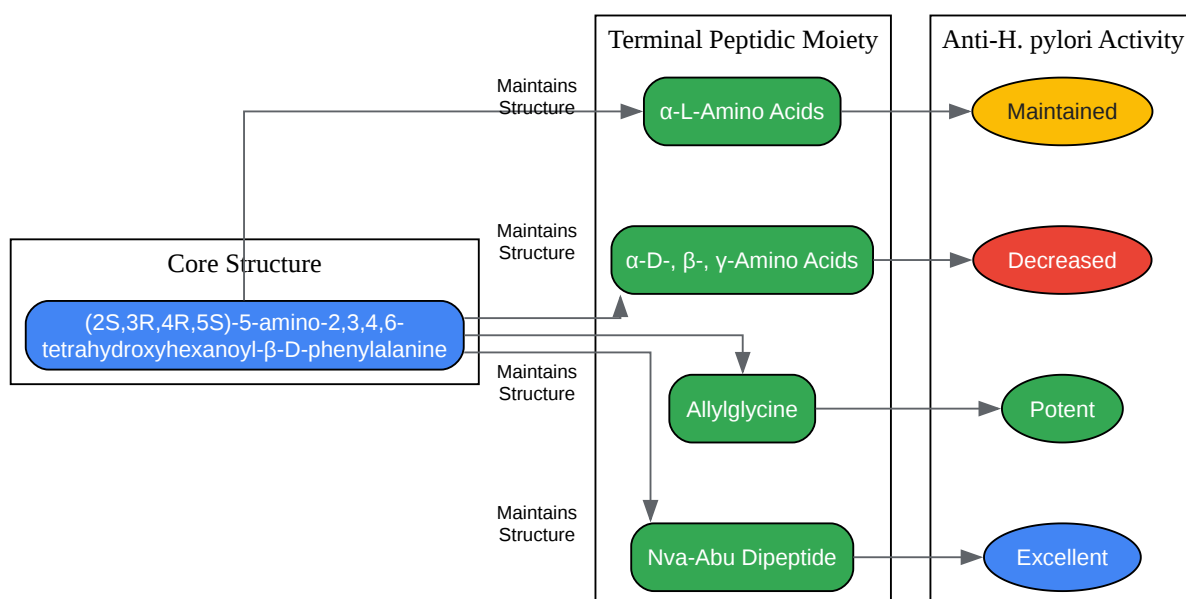 Terminal Peptidic Moiety
Anti-H. pylori Activity
Maintains
Structure
α-L-Amino Acids
Maintained
Maintains
Structure
α-D-, β-, γ-Amino Acids
Decreased
Core Structure
(2S,3R,4R,5S)-5-amino-2,3,4,6-
tetrahydroxyhexanoyl-β-D-phenylalanine
Maintains
Structure
Allylglycine
Potent
Maintains
Structure
Nva-Abu Dipeptide
Excellent